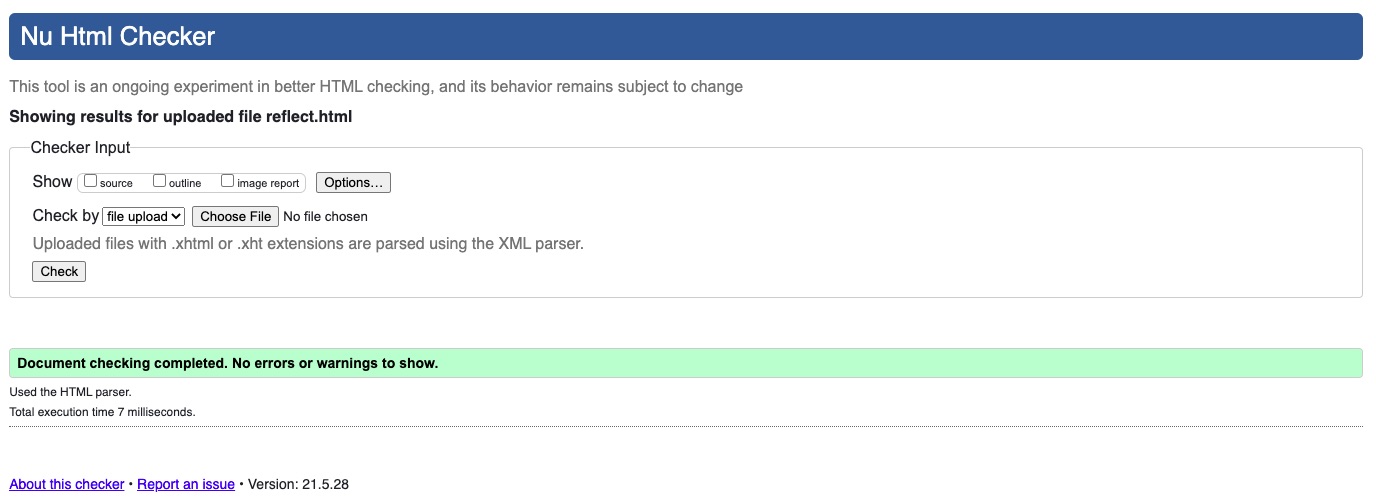 Nu Html Checker
This tool is an ongoing experiment in better HTML checking, and its behavior remains subject to change
Showing results for uploaded file reflect.html
Checker Input
Show source outline image report Options...
Check by file upload Choose File No file chosen
Uploaded files with .xhtml or .xht extensions are parsed using the XML parser.
Check
Document checking completed. No errors or warnings to show.
Used the HTML parser.
Total execution time 7 milliseconds.
About this checker • Report an issue • Version: 21.5.28